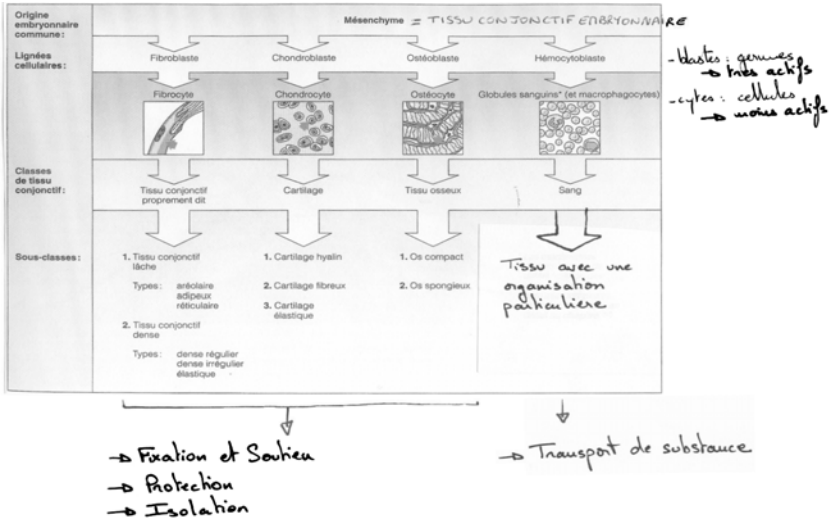 Origine
embryonnaire
commune:
Mésenchyme = TISSU CONJONCTIF EMBRYONNAIRE
Lignées
cellulaires:
Fibroblaste Chondroblaste Ostéoblaste Hémocytoblaste
-blastes : germes
→ très actifs
Fibrocyte Chondrocyte Ostéocyte Globules sanguins* (et macrophagocytes)
-cytes : cellules
→ moins actifs
Classes
de tissu
conjonctif:
Tissu conjonctif
proprement dit
Cartilage
Tissu osseux
Sang
Sous-classes:
1. Tissu conjonctif
lâche
Types: aréolaire
adipeux
réticulaire
2. Tissu conjonctif
dense
Types: dense régulier
dense irrégulier
élastique
1. Cartilage hyalin
2. Cartilage fibreux
3. Cartilage
élastique
1. Os compact
2. Os spongieux
Tissu avec une
organisation
particuliere
→ Fixation et Soutien
→ Protection
→ Isolation
→ Transport de substance